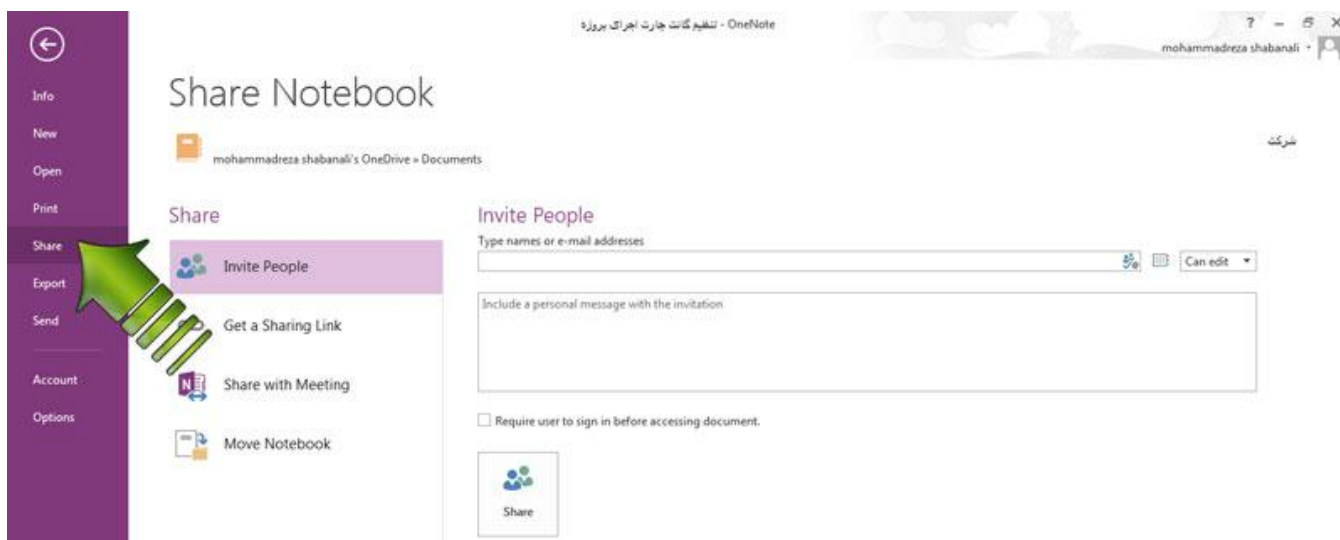 تنظیم گانت چارت اجرای پروژه - OneNote
? – 
mohammadreza shabanali
Info
New
Open
Print
Share
Export
Send
Account
Options
Share Notebook
mohammadreza shabanali's OneDrive » Documents
شرکت
Share
Invite People
Get a Sharing Link
Share with Meeting
Move Notebook
Invite People
Type names or e-mail addresses
Can edit
Include a personal message with the invitation
Require user to sign in before accessing document.
Share